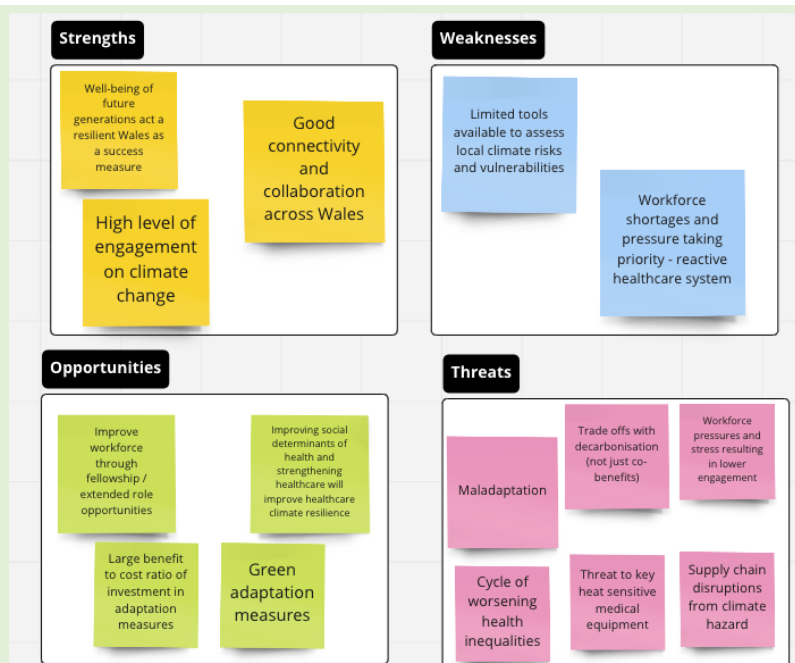 Strengths
Well-being of
future
generations act a
resilient Wales as
a success
measure
Good
connectivity
and
collaboration
across Wales
High level of
engagement
on climate
change
Weaknesses
Limited tools
available to assess
local climate risks
and vulnerabilities
Workforce
shortages and
pressure taking
priority - reactive
healthcare system
Opportunities
Improve
workforce
through
fellowship /
extended role
opportunities
Improving social
determinants of
health and
strengthening
healthcare will
improve healthcare
climate resilience
Large benefit
to cost ratio of
investment in
adaptation
measures
Green
adaptation
measures
Threats
Maladaptation
Trade offs with
decarbonisation
(not just co-
benefits)
Workforce
pressures and
stress resulting
in lower
engagement
Cycle of
worsening
health
inequalities
Threat to key
heat sensitive
medical
equipment
Supply chain
disruptions
from climate
hazard